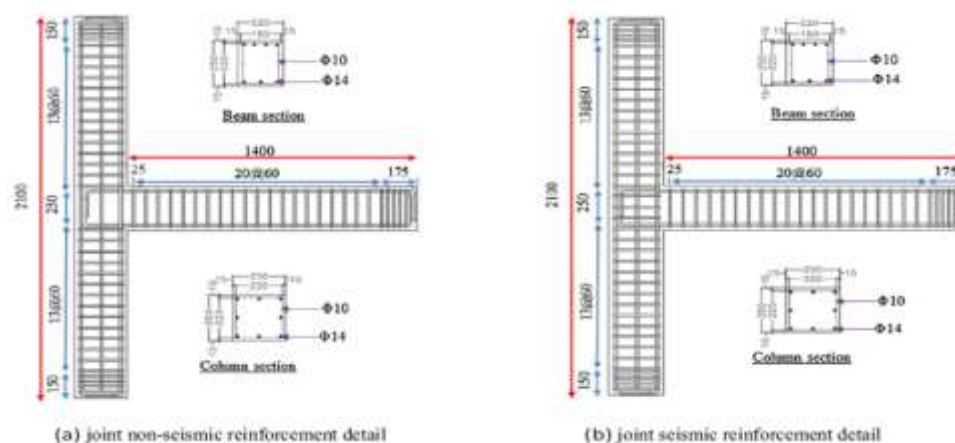 150
13@60
2100
250
13@60
150
Φ10
Φ14
Beam section
1400
25
20@60
175
Φ10
Φ14
Column section
(a) joint non-seismic reinforcement detail
150
13@60
2100
250
13@60
150
Φ10
Φ14
Beam section
1400
25
20@60
175
Φ10
Φ14
Column section
(b) joint seismic reinforcement detail